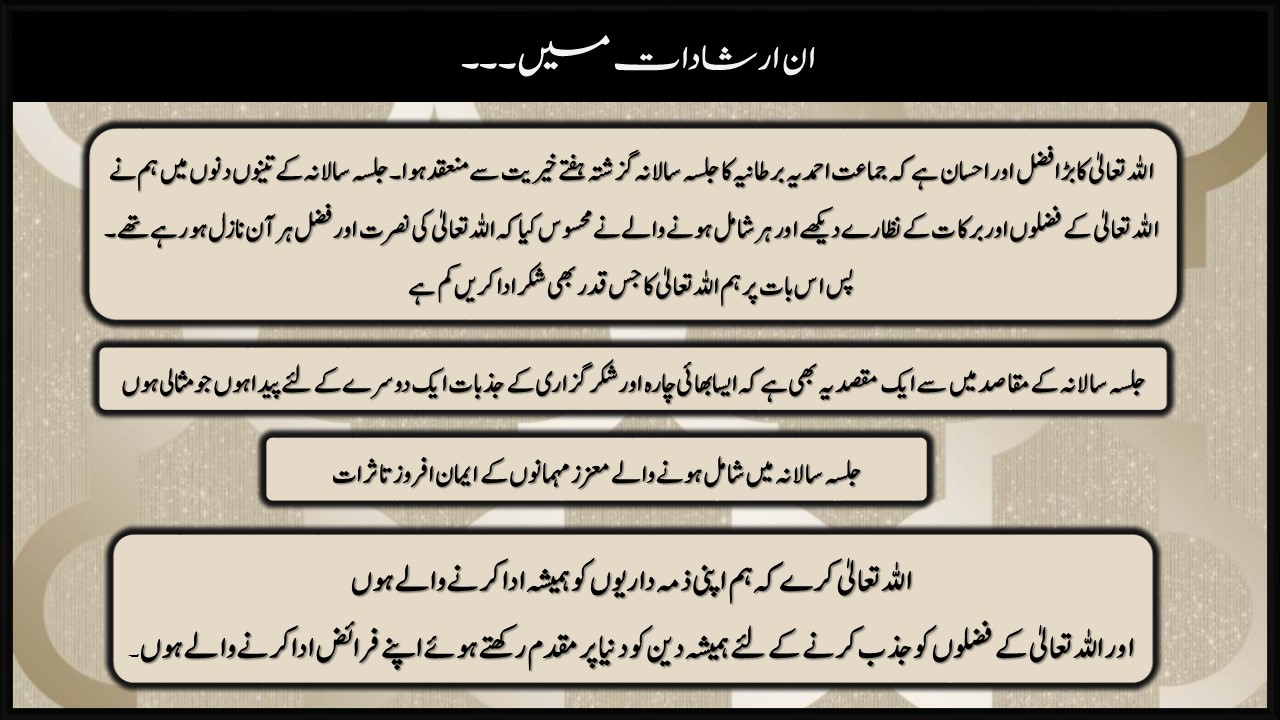 ان ارشادات میں۔۔۔
اللہ تعالیٰ کا بڑا فضل اور احسان ہے کہ جماعت احمدیہ برطانیہ کا جلسہ سالانہ گزشتہ ہفتے خیریت سے منعقد ہوا۔ جلسہ سالانہ کے تینوں دنوں میں ہم نے
اللہ تعالیٰ کے فضلوں اور برکات کے نظارے دیکھے اور ہر شامل ہونے والے نے محسوس کیا کہ اللہ تعالیٰ کی نصرت اور فضل ہر آن نازل ہو رہے تھے۔
پس اس بات پر ہم اللہ تعالیٰ کا جس قدر بھی شکر ادا کریں کم ہے
جلسہ سالانہ کے مقاصد میں سے ایک مقصد یہ بھی ہے کہ ایسا بھائی چارہ اور شکر گزاری کے جذبات ایک دوسرے کے لئے پیدا ہوں جو مثالی ہوں
جلسہ سالانہ میں شامل ہونے والے معزز مہمانوں کے ایمان افروز تاثرات
اللہ تعالیٰ کرے کہ ہم اپنی ذمہ داریوں کو ہمیشہ ادا کرنے والے ہوں
اور اللہ تعالیٰ کے فضلوں کو جذب کرنے کے لئے ہمیشہ دین کو دنیا پر مقدم رکھتے ہوئے اپنے فرائض ادا کرنے والے ہوں۔